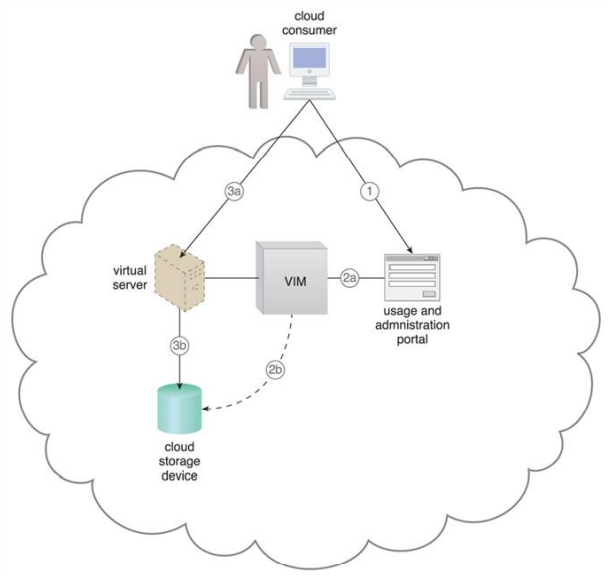 cloud
consumer
3a
1
virtual
server
VIM
2a
usage and
admnistration
portal
3b
2b
cloud
storage
device